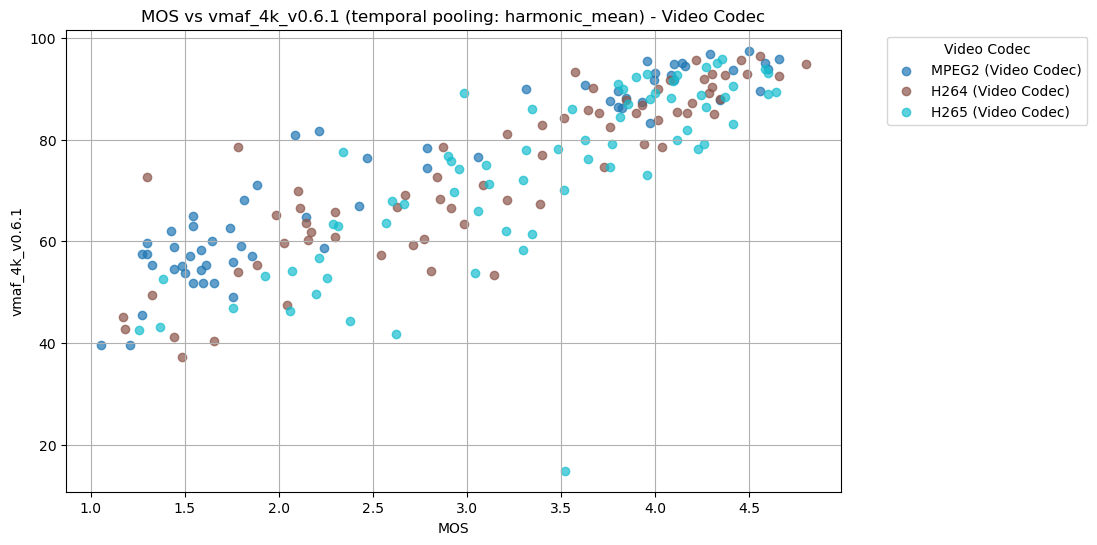 MOS vs vmaf_4k_v0.6.1 (temporal pooling: harmonic_mean) - Video Codec
Video Codec
MPEG2 (Video Codec)
H264 (Video Codec)
H265 (Video Codec)
vmaf_4k_v0.6.1
100
80
60
40
20
1.0 1.5 2.0 2.5 3.0 3.5 4.0 4.5
MOS